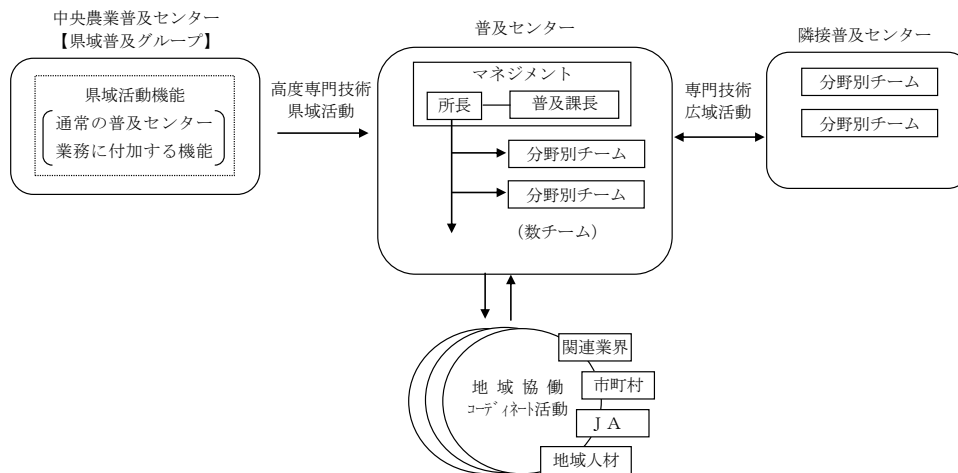 中央農業普及センター
【県域普及グループ】
県域活動機能
通常の普及センター
業務に付加する機能
高度専門技術
県域活動
普及センター
マネジメント
所長
普及課長
分野別チーム
分野別チーム
（数チーム）
専門技術
広域活動
隣接普及センター
分野別チーム
分野別チーム
地域協働
ｺｰﾃﾞｨﾈｰﾄ活動
関連業界
市町村
ＪＡ
地域人材